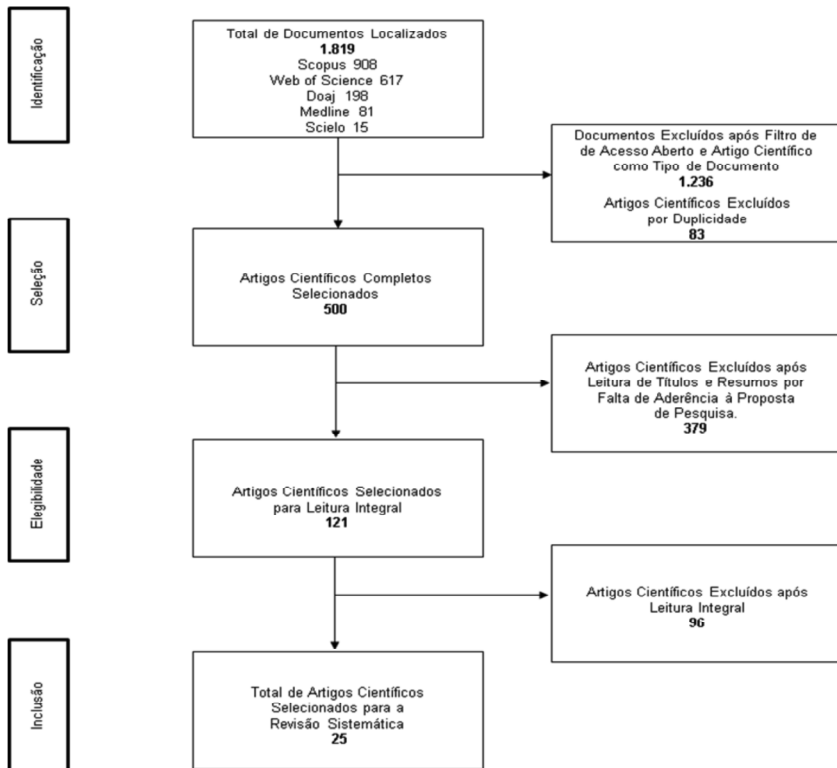 Identificação
Total de Documentos Localizados
1.819
Scopus 908
Web of Science 617
Doaj 198
Medline 81
Scielo 15
Documentos Excluídos após Filtro de
de Acesso Aberto e Artigo Científico
como Tipo de Documento
1.236
Artigos Científicos Excluídos
por Duplicidade
83
Seleção
Artigos Científicos Completos
Selecionados
500
Artigos Científicos Excluídos após
Leitura de Títulos e Resumos por
Falta de Aderência à Proposta
de Pesquisa.
379
Elegibilidade
Artigos Científicos Selecionados
para Leitura Integral
121
Artigos Científicos Excluídos após
Leitura Integral
96
Inclusão
Total de Artigos Científicos
Selecionados para a
Revisão Sistemática
25